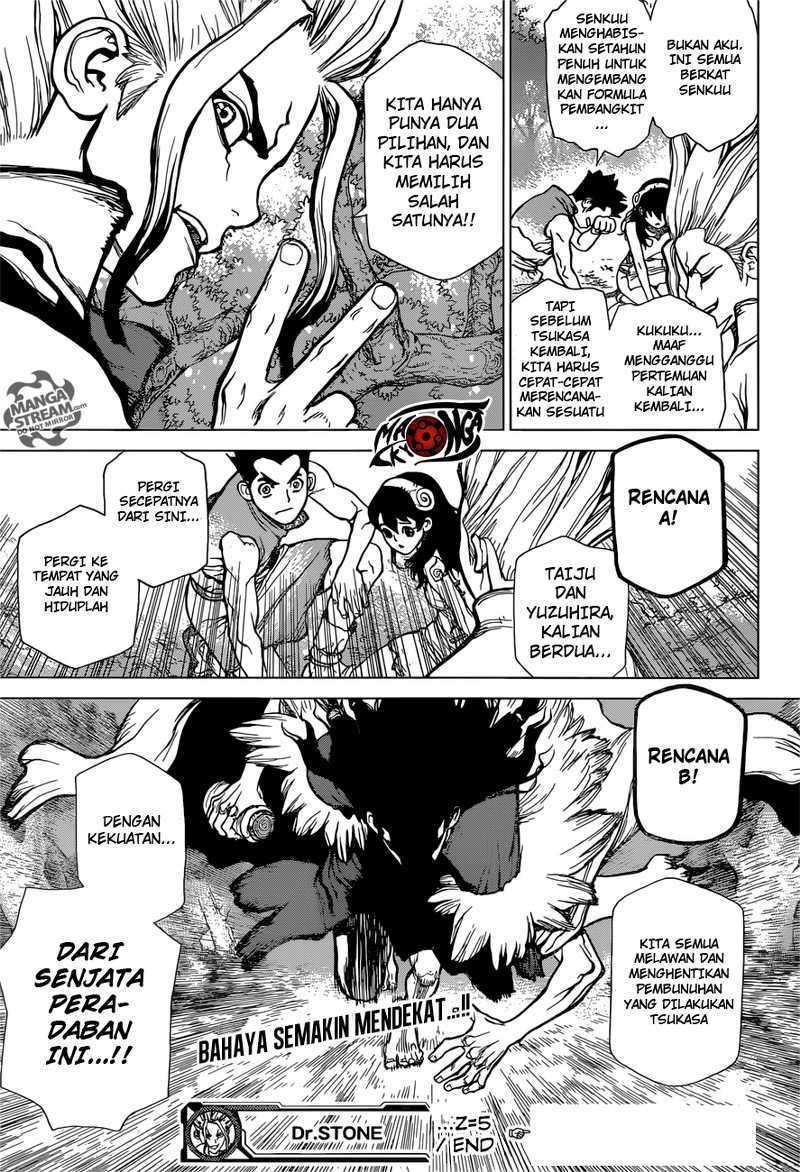 BUKAN AKU.
INI SEMUA
BERKAT
SENKUU
SENKUU
MENGHABIS-
KAN SETAHUN
PENUH UNTUK
MENGEMBANG
KAN FORMULA
PEMBANGKIT
...
KUKUKU...
MAAF
MENGGANGGU
PERTEMUAN
KALIAN
KEMBALI...
TAPI
SEBELUM
TSUKASA
KEMBALI,
KITA HARUS
CEPAT-CEPAT
MERENCANA-
KAN SESUATU
KITA HANYA
PUNYA DUA
PILIHAN, DAN
KITA HARUS
MEMILIH
SALAH
SATUNYA!!
MANGA
STREAM.COM
DO NOT MIRROR.
MANGA
RENCANA
A!
TAIJU
DAN
YUZUHIRA,
KALIAN
BERDUA...
PERGI
SECEPATNYA
DARI SINI...
PERGI KE
TEMPAT YANG
JAUH DAN
HIDUPLAH
RENCANA
B!
KITA SEMUA
MELAWAN DAN
MENGHENTIKAN
PEMBUNUHAN
YANG DILAKUKAN
TSUKASA
DENGAN
KEKUATAN...
DARI
SENJATA
PERA-
DABAN
INI...!!
BAHAYA SEMAKIN MENDEKAT...!!
Dr.STONE
...Z=5
/ END